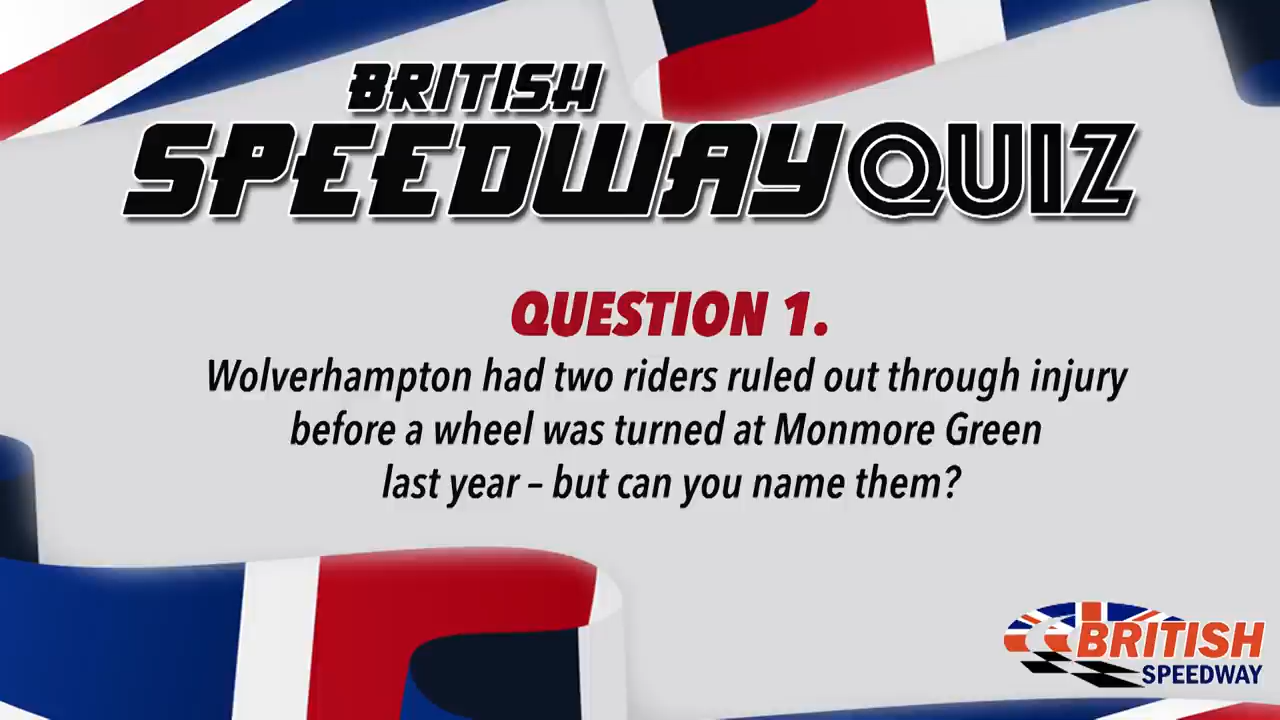 BRITISH
SPEEDWAY QUIZ
QUESTION 1.
Wolverhampton had two riders ruled out through injury
before a wheel was turned at Monmore Green
last year – but can you name them?
BRITISH
SPEEDWAY